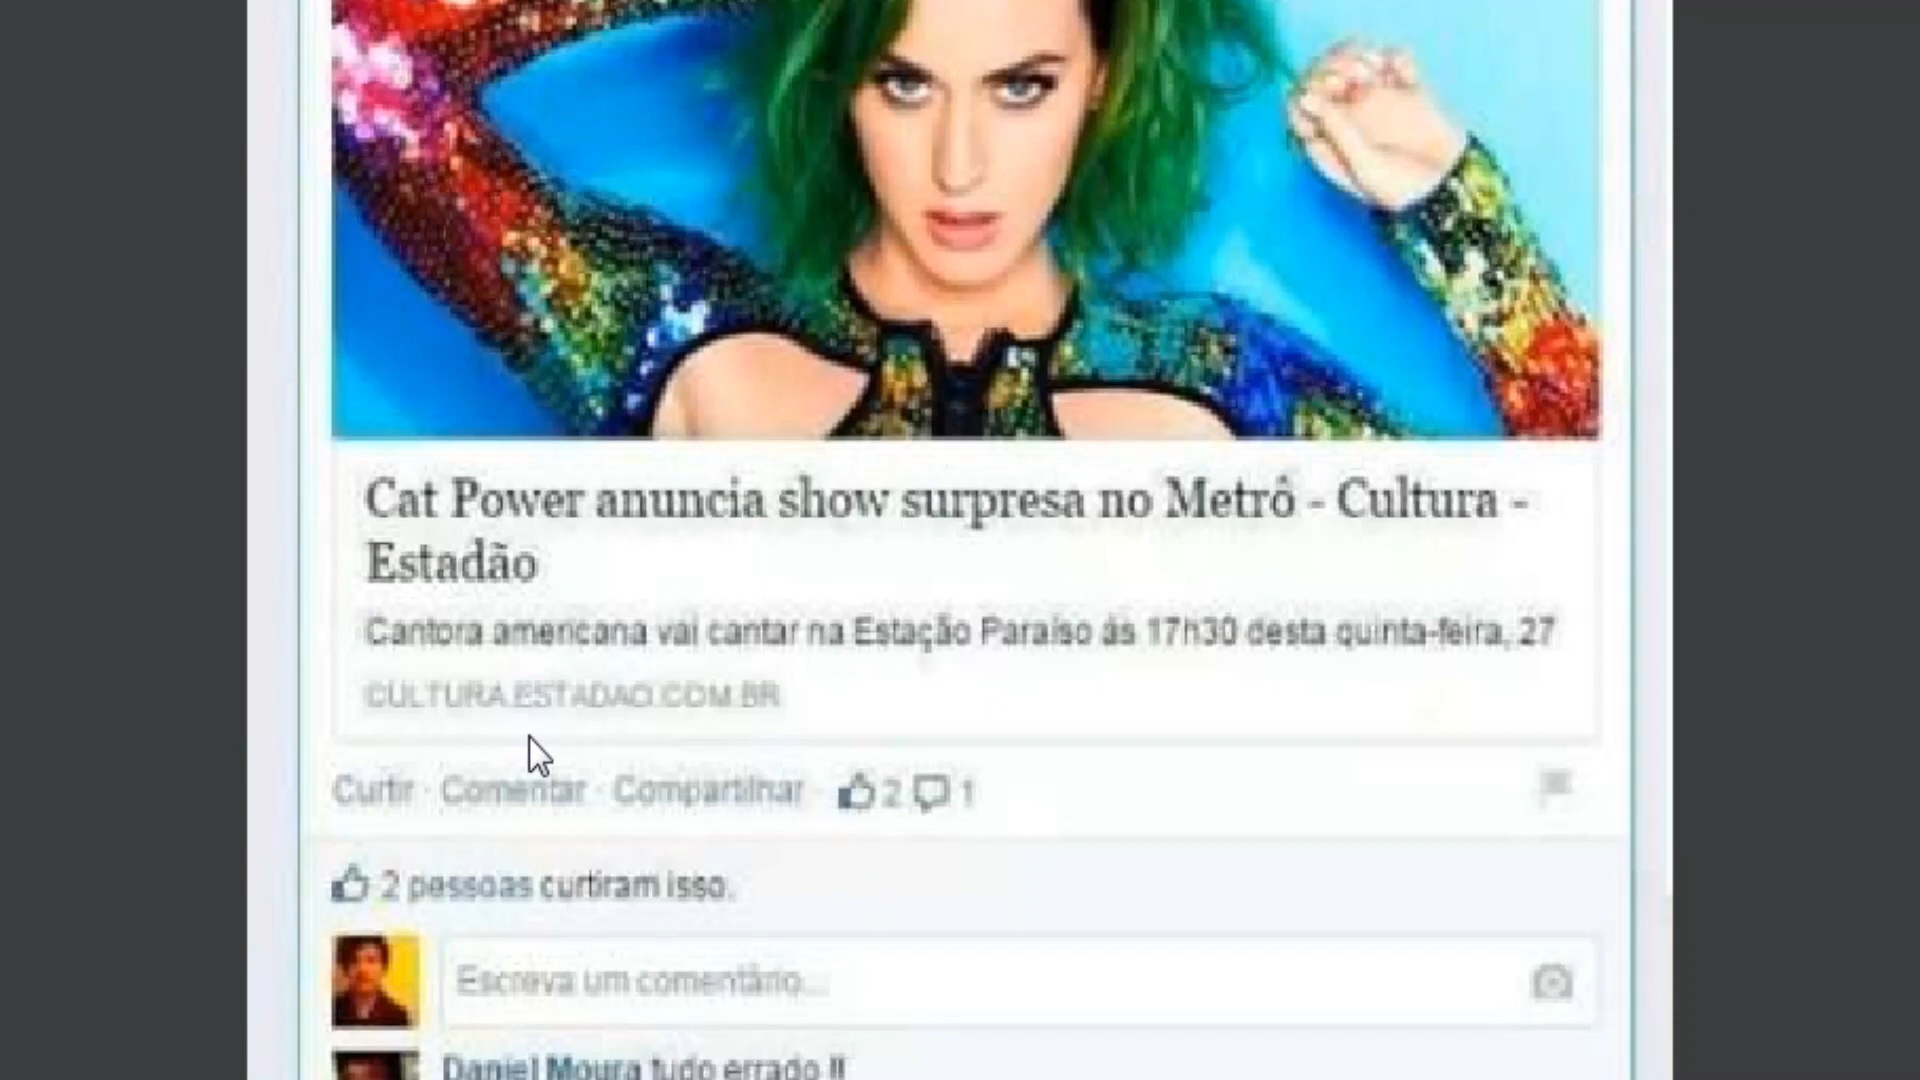 Cat Power anuncia show surpresa no Metrô - Cultura -
Estadão
Cantora americana vai cantar na Estação Paraíso às 17h30 desta quinta-feira, 27
CULTURA.ESTADAO.COM.BR
Curtir · Comentar · Compartilhar 2 1
2 pessoas curtiram isso.
Escreva um comentário...
Daniel Moura tudo errado !!